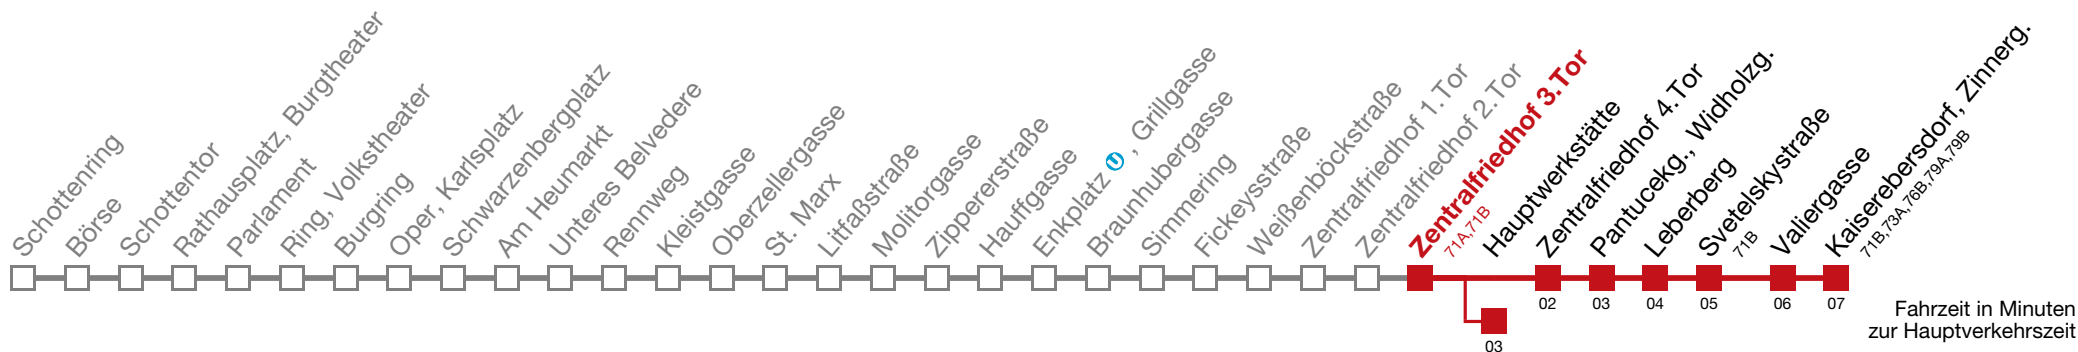 Schottenring
Börse
Schottentor
Rathausplatz, Burgtheater
Parlament
Ring, Volkstheater
Burgring
Oper, Karlsplatz
Schwarzenbergplatz
Am Heumarkt
Unteres Belvedere
Rennweg
Kleistgasse
Oberzellergasse
St. Marx
Litfaßstraße
Molitorgasse
Zippererstraße
Hauffgasse
Enkplatz U, Grillgasse
Braunhubergasse
Simmering
Fickeysstraße
Weißenböckstraße
Zentralfriedhof 1.Tor
Zentralfriedhof 2.Tor
Zentralfriedhof 3.Tor
71A,71B
Hauptwerkstätte
03
Zentralfriedhof 4.Tor
02
Pantucekg., Widholzg.
03
Leberberg
04
Svetelskystraße
71B
05
Valiergasse
06
Kaiserebersdorf, Zinnerg.
71B,73A,76B,79A,79B
07
Fahrzeit in Minuten
zur Hauptverkehrszeit